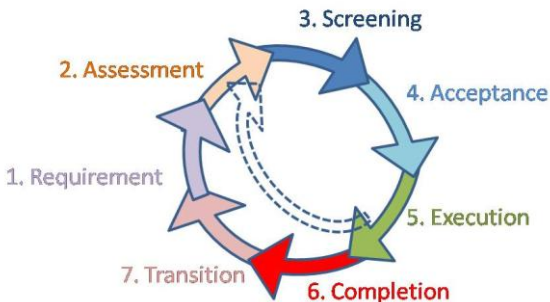 3. Screening
2. Assessment
4. Acceptance
1. Requirement
5. Execution
7. Transition
6. Completion